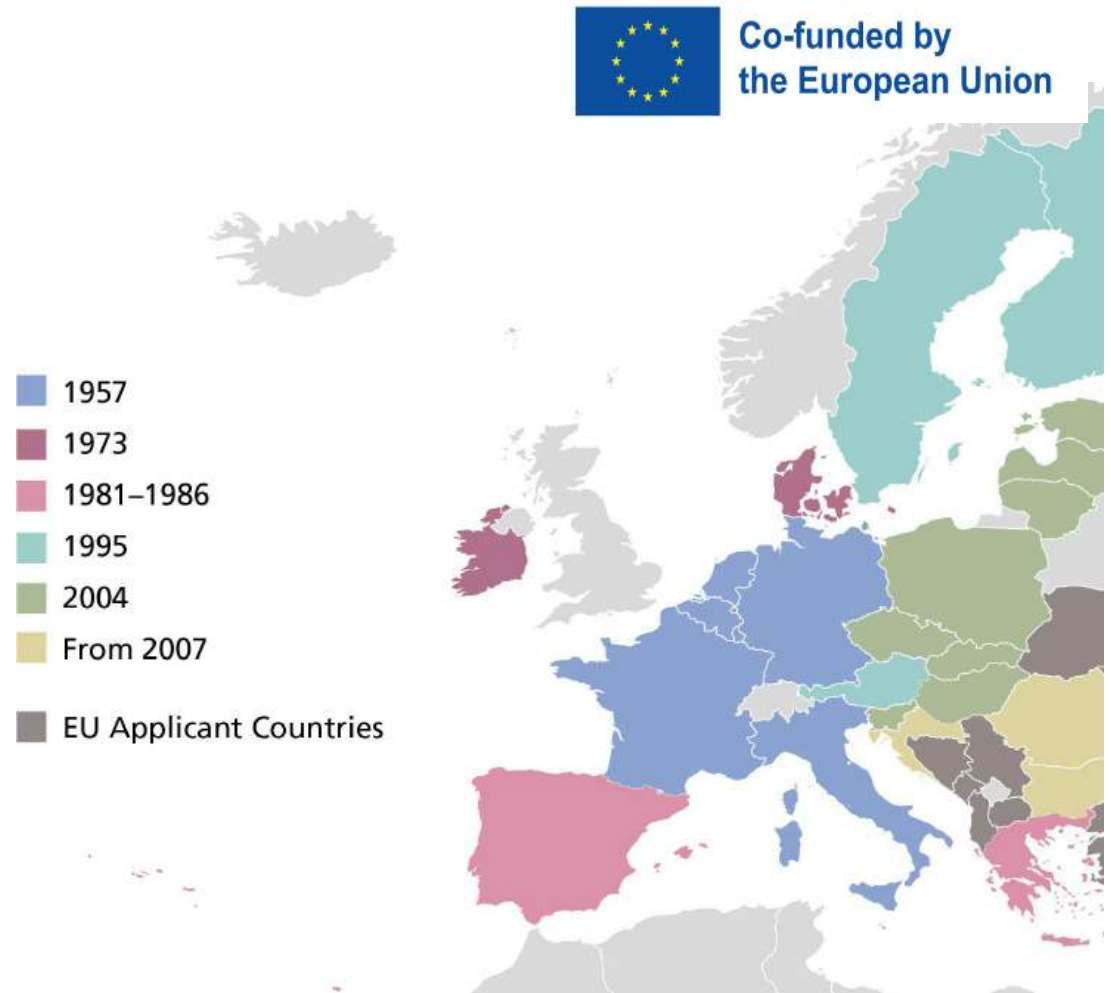 Co-funded by
the European Union
1957
1973
1981–1986
1995
2004
From 2007
EU Applicant Countries